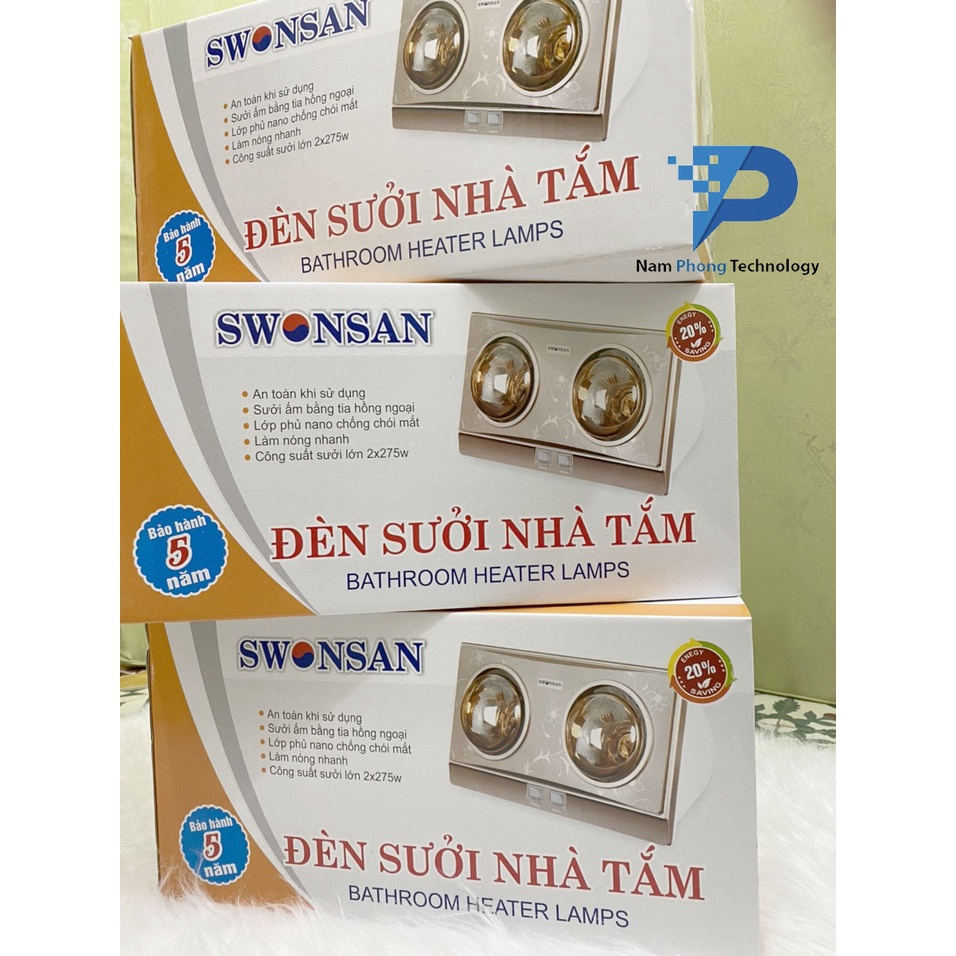 SWONSAN
SWONSAN
An toàn khi sử dụng
Sưởi ấm bằng tia hồng ngoại
Lớp phủ nano chống chói mắt
Làm nóng nhanh
Công suất sưởi lớn 2x275w
ĐÈN SƯỞI NHÀ TẮM
BATHROOM HEATER LAMPS
Bảo hành
5
năm
Nam Phong Technology
SWONSAN
SWONSAN
ENEGY
20%
SAVING
An toàn khi sử dụng
Sưởi ấm bằng tia hồng ngoại
Lớp phủ nano chống chói mắt
Làm nóng nhanh
Công suất sưởi lớn 2x275w
Bảo hành
5
năm
ĐÈN SƯỞI NHÀ TẮM
BATHROOM HEATER LAMPS
SWONSAN
SWONSAN
ENEGY
20%
SAVING
An toàn khi sử dụng
Sưởi ấm bằng tia hồng ngoại
Lớp phủ nano chống chói mắt
Làm nóng nhanh
Công suất sưởi lớn 2x275w
Bảo hành
5
năm
ĐÈN SƯỞI NHÀ TẮM
BATHROOM HEATER LAMPS